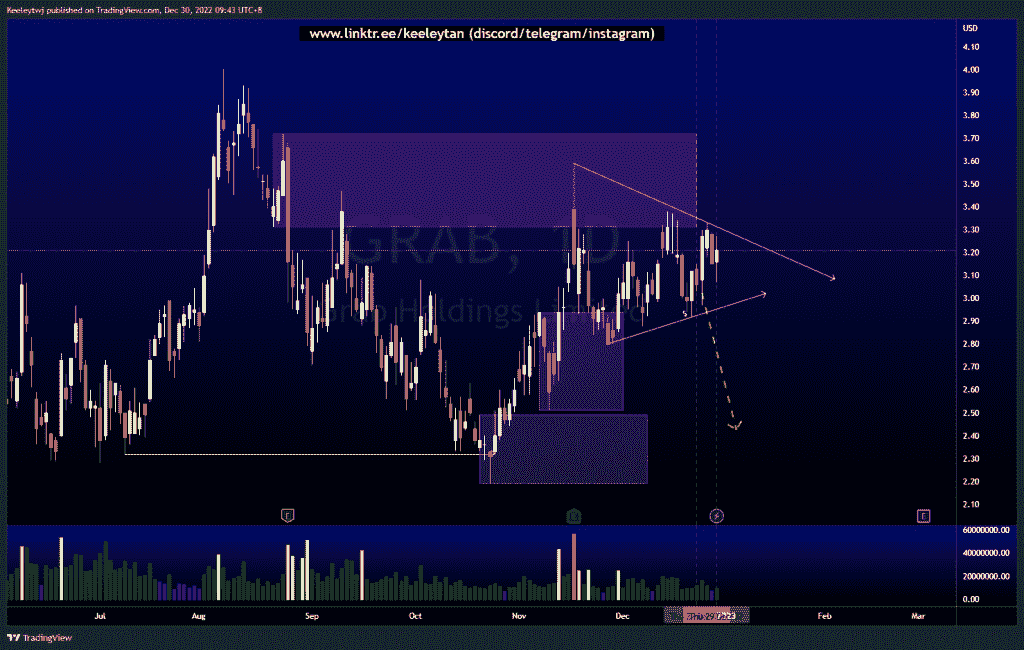 Keeleytwj published on TradingView.com, Dec 30, 2022 09:43 UTC+8
www.linktr.ee/keeleytan (discord/telegram/instagram)
USD
4.10
4.00
3.90
3.80
3.70
3.60
3.50
3.40
3.30
3.20
3.10
3.00
2.90
2.80
2.70
2.60
2.50
2.40
2.30
2.20
2.10
GRAB, 1D
Grab Holdings Limited
E
E
E
60000000.00
40000000.00
20000000.00
0.00
Jul
Aug
Sep
Oct
Nov
Dec
Thu 29
2023
Feb
Mar
TradingView